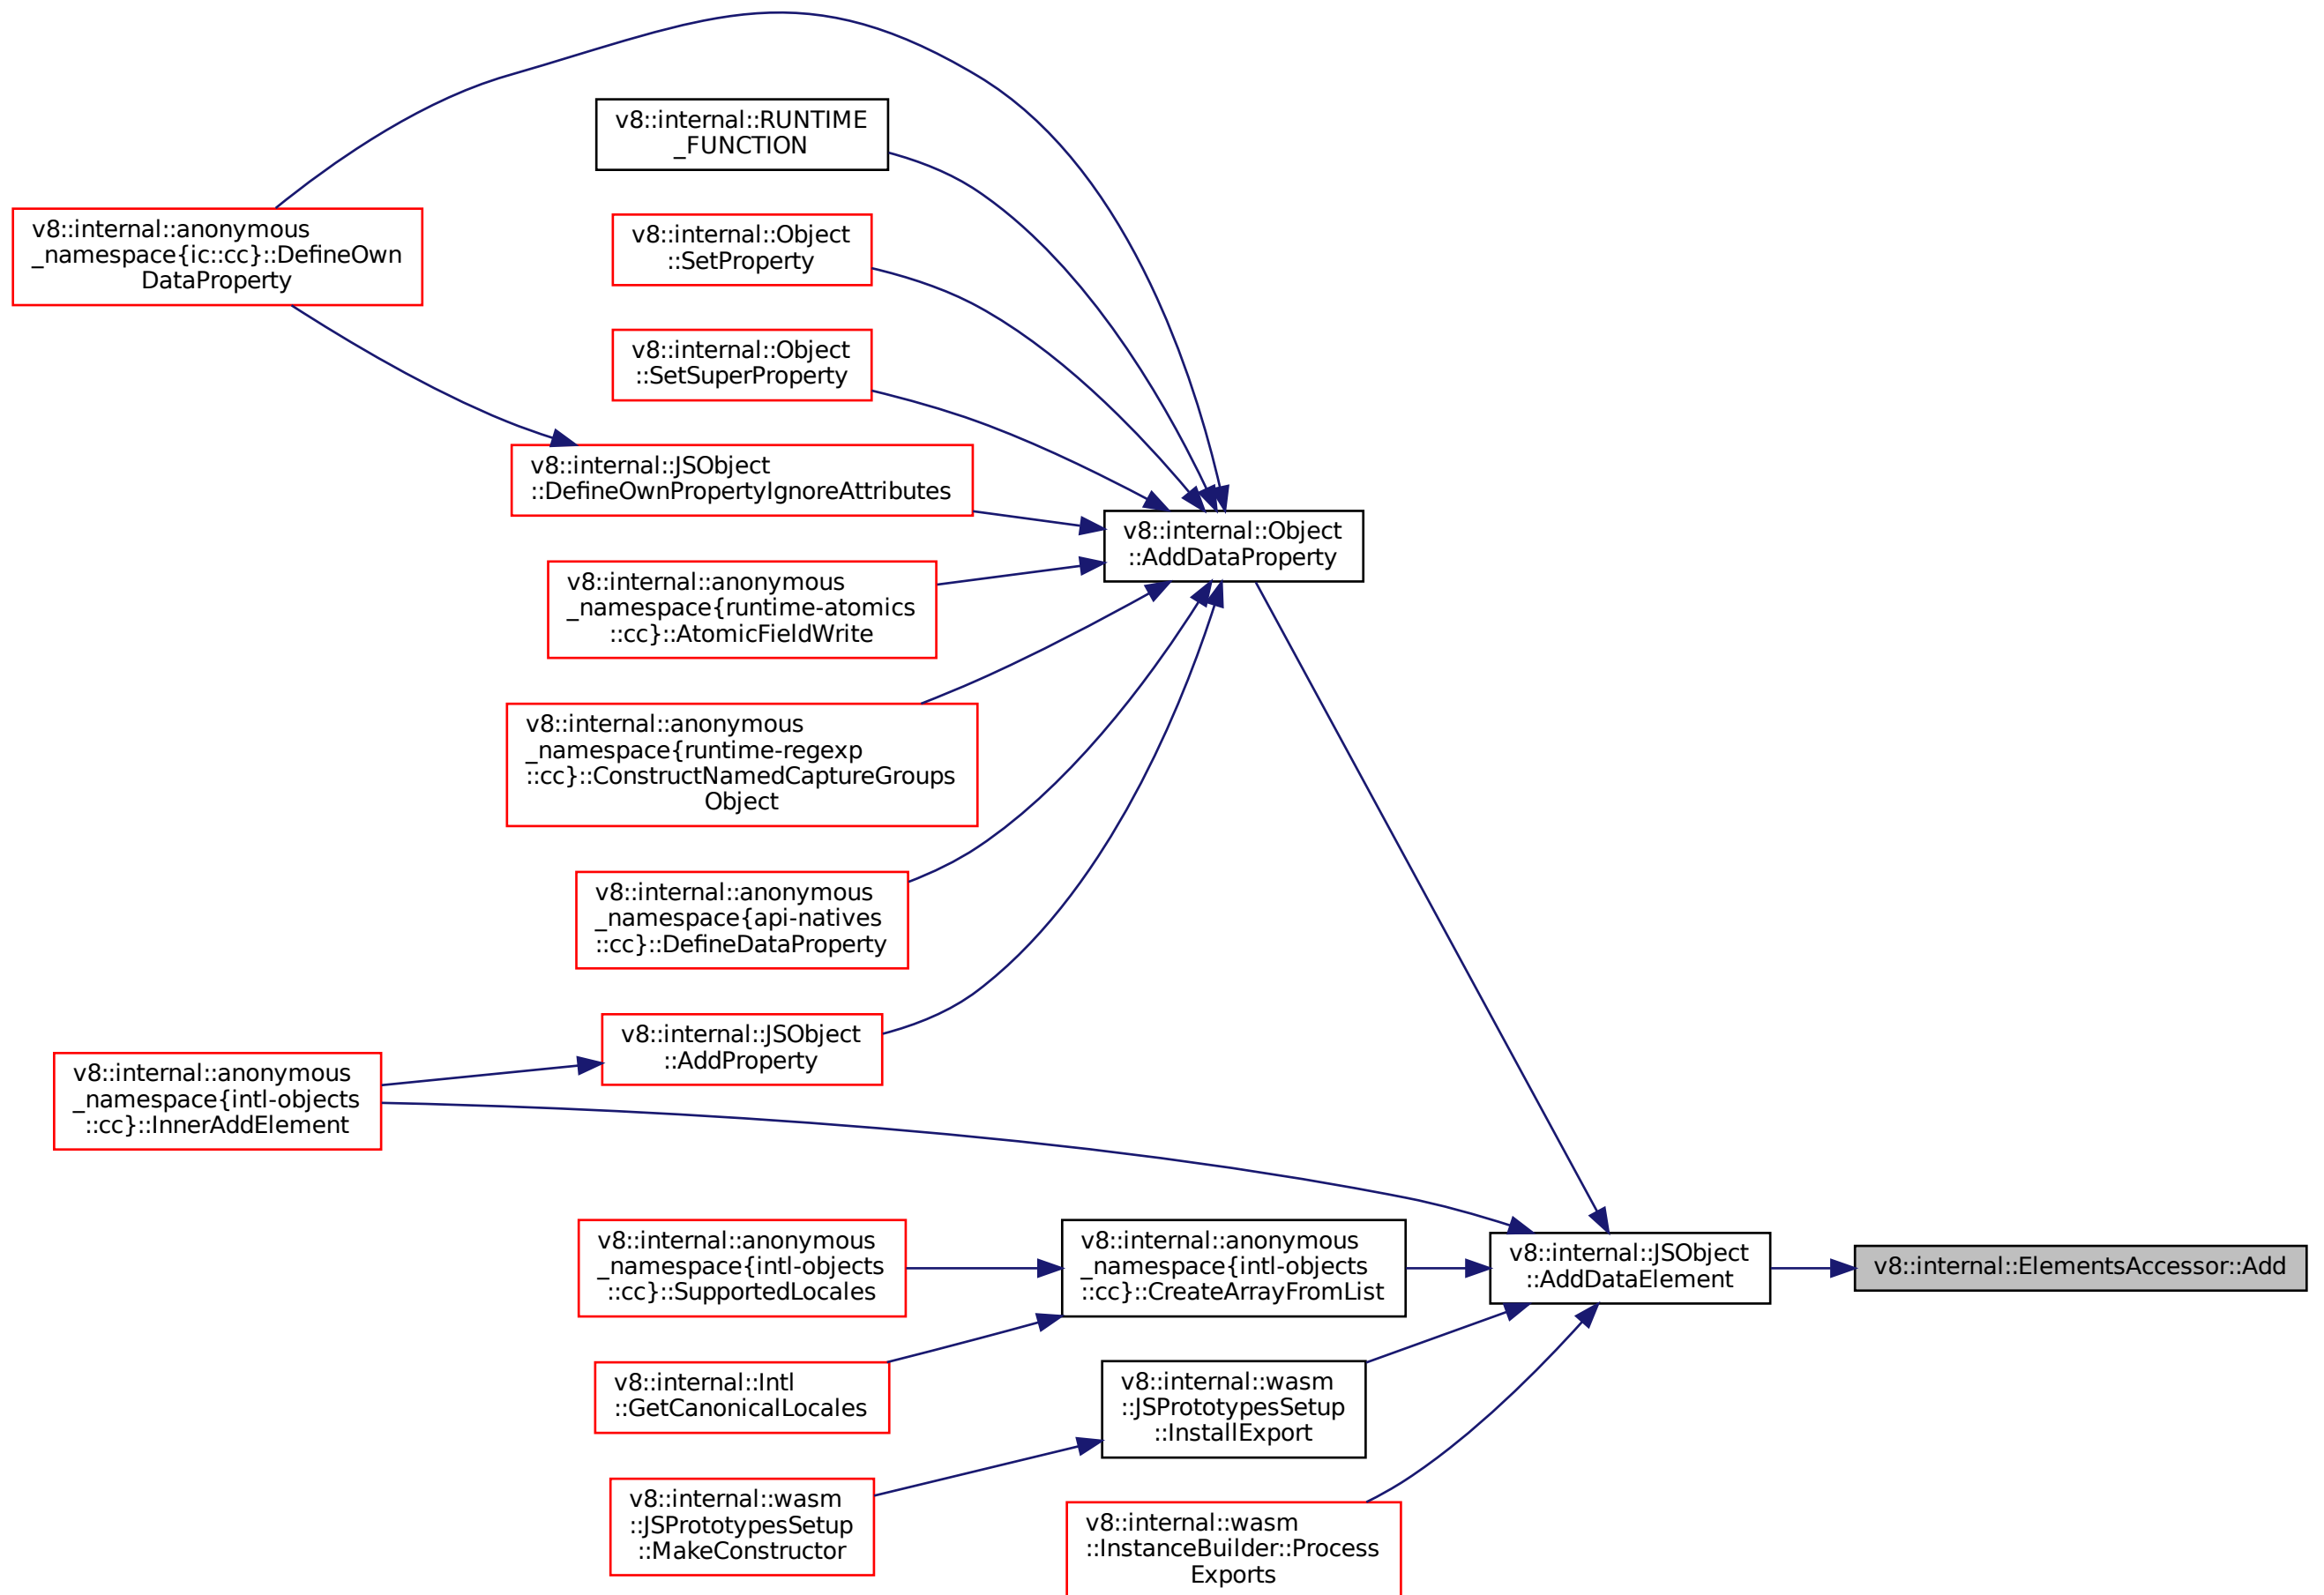 v8::internal::RUNTIME
_FUNCTION
v8::internal::anonymous
_namespace{ic::cc}::DefineOwn
DataProperty
v8::internal::Object
::SetProperty
v8::internal::Object
::SetSuperProperty
v8::internal::JSObject
::DefineOwnPropertyIgnoreAttributes
v8::internal::Object
::AddDataProperty
v8::internal::anonymous
_namespace{runtime-atomics
::cc}::AtomicFieldWrite
v8::internal::anonymous
_namespace{runtime-regexp
::cc}::ConstructNamedCaptureGroups
Object
v8::internal::anonymous
_namespace{api-natives
::cc}::DefineDataProperty
v8::internal::JSObject
::AddProperty
v8::internal::anonymous
_namespace{intl-objects
::cc}::InnerAddElement
v8::internal::anonymous
_namespace{intl-objects
::cc}::SupportedLocales
v8::internal::anonymous
_namespace{intl-objects
::cc}::CreateArrayFromList
v8::internal::JSObject
::AddDataElement
v8::internal::ElementsAccessor::Add
v8::internal::Intl
::GetCanonicalLocales
v8::internal::wasm
::JSPrototypesSetup
::InstallExport
v8::internal::wasm
::JSPrototypesSetup
::MakeConstructor
v8::internal::wasm
::InstanceBuilder::Process
Exports